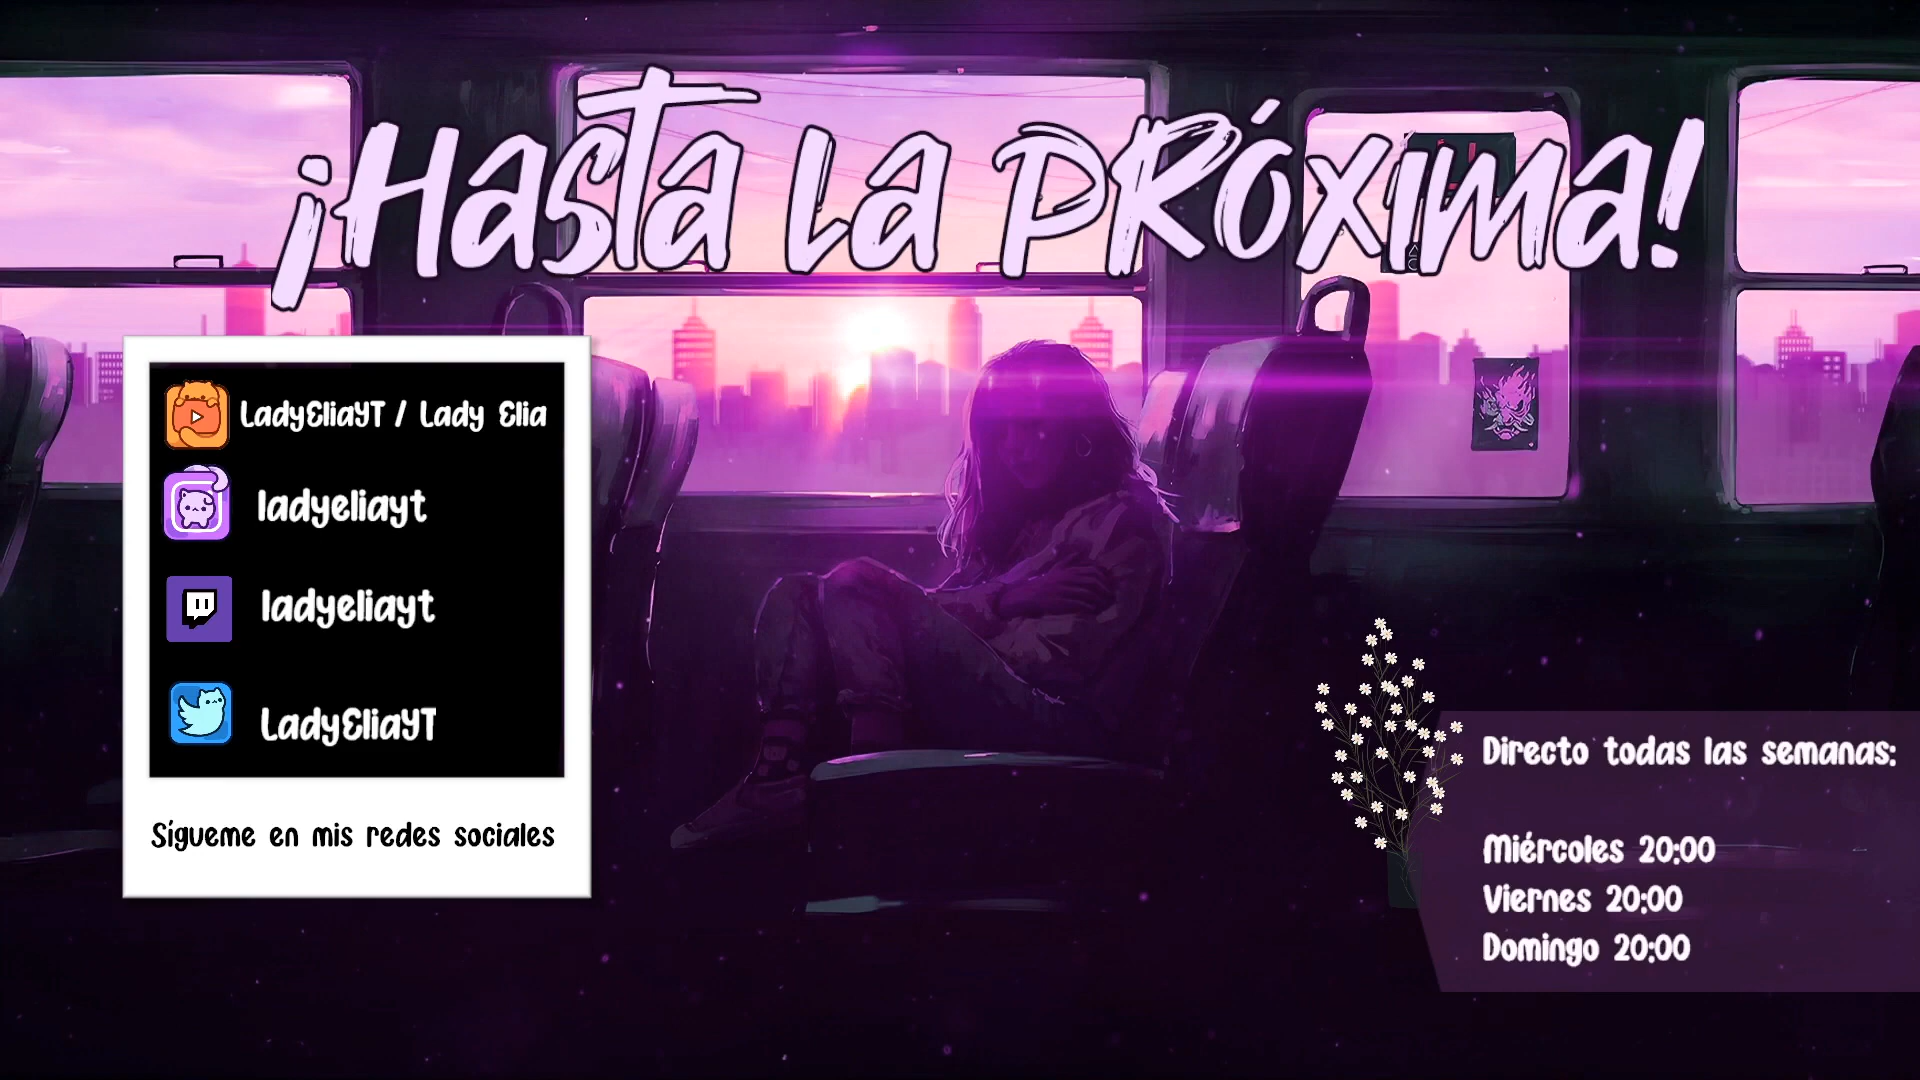 ¡Hasta la Próxima!
LadyEliaYT / Lady Elia
ladyeliayt
ladyeliayt
LadyEliaYT
Sígueme en mis redes sociales
Directo todas las semanas:
Miércoles 20:00
Viernes 20:00
Domingo 20:00